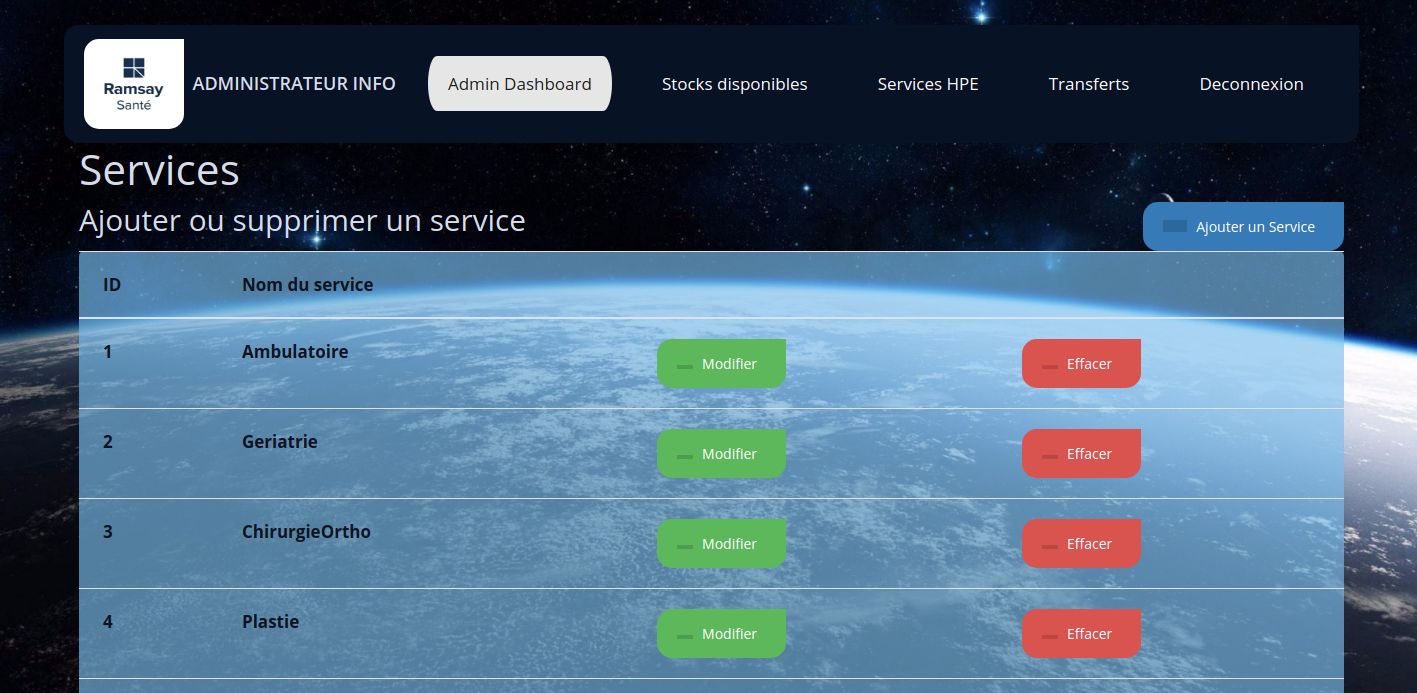 Ramsay
Santé
ADMINISTRATEUR INFO
Admin Dashboard
Stocks disponibles
Services HPE
Transferts
Deconnexion
Services
Ajouter ou supprimer un service
Ajouter un Service
ID Nom du service
1 Ambulatoire Modifier Effacer
2 Geriatrie Modifier Effacer
3 ChirurgieOrtho Modifier Effacer
4 Plastie Modifier Effacer